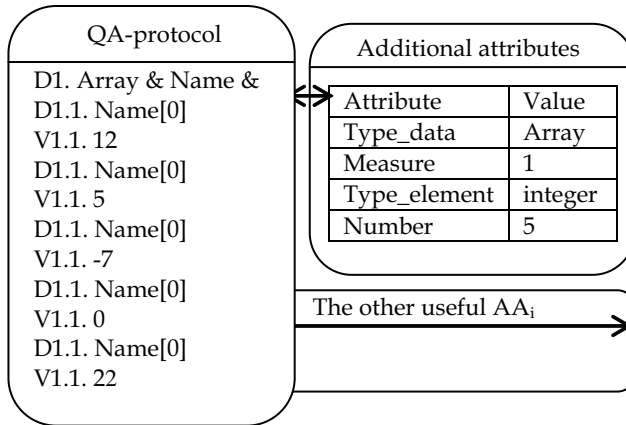 QA-protocol
D1. Array & Name &
D1.1. Name[0]
V1.1. 12
D1.1. Name[0]
V1.1. 5
D1.1. Name[0]
V1.1. -7
D1.1. Name[0]
V1.1. 0
D1.1. Name[0]
V1.1. 22
Additional attributes
Attribute Value
Type_data Array
Measure 1
Type_element integer
Number 5
The other useful AAi